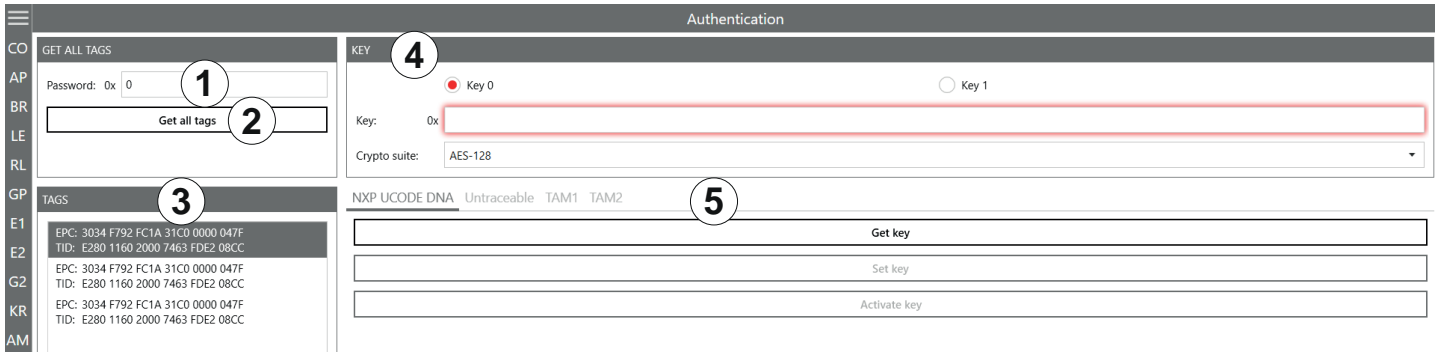 Authentication
CO
AP
BR
LE
RL
GP
E1
E2
G2
KR
AM
GET ALL TAGS
Password: 0x 0
1
Get all tags
2
TAGS
3
EPC: 3034 F792 FC1A 31C0 0000 047F
TID: E280 1160 2000 7463 FDE2 08CC
EPC: 3034 F792 FC1A 31C0 0000 047F
TID: E280 1160 2000 7463 FDE2 08CC
EPC: 3034 F792 FC1A 31C0 0000 047F
TID: E280 1160 2000 7463 FDE2 08CC
KEY
4
Key 0 Key 1
Key: 0x
Crypto suite: AES-128
NXP UCODE DNA Untraceable TAM1 TAM2
5
Get key
Set key
Activate key